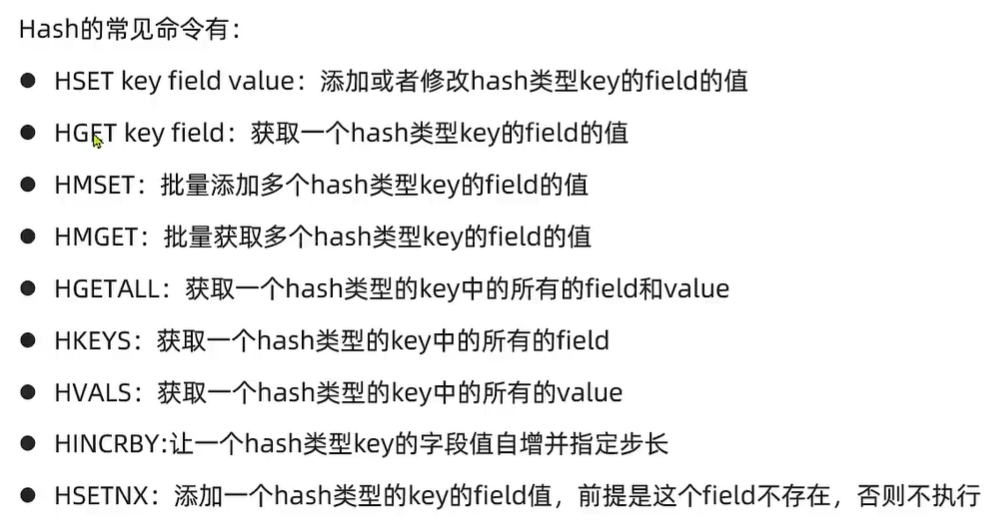 Hash的常见命令有：
● HSET key field value：添加或者修改hash类型key的field的值
● HGET key field：获取一个hash类型key的field的值
● HMSET：批量添加多个hash类型key的field的值
● HMGET：批量获取多个hash类型key的field的值
● HGETALL：获取一个hash类型的key中的所有的field和value
● HKEYS：获取一个hash类型的key中的所有的field
● HVALS：获取一个hash类型的key中的所有的value
● HINCRBY:让一个hash类型key的字段值自增并指定步长
● HSETNX：添加一个hash类型的key的field值，前提是这个field不存在，否则不执行